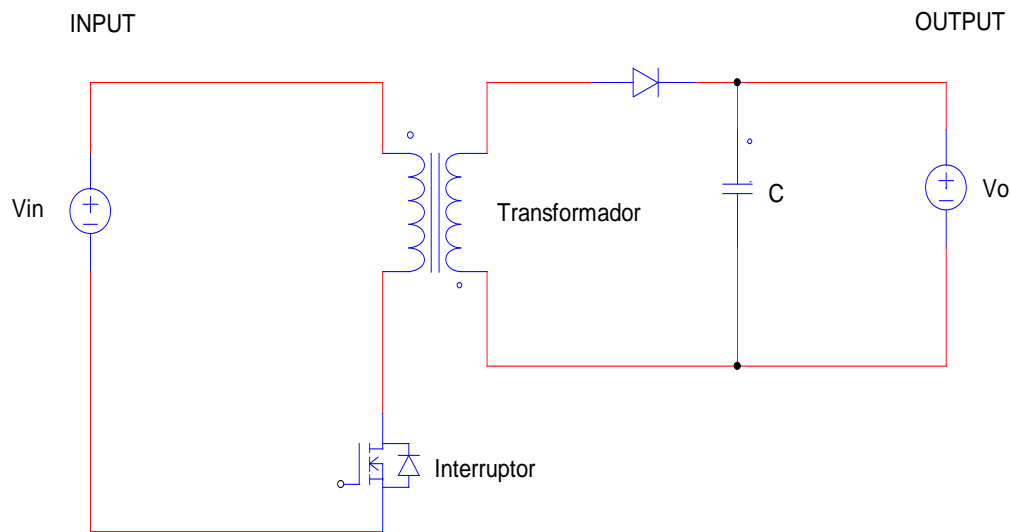 INPUT
OUTPUT
Vin
Transformador
C
Vo
Interruptor